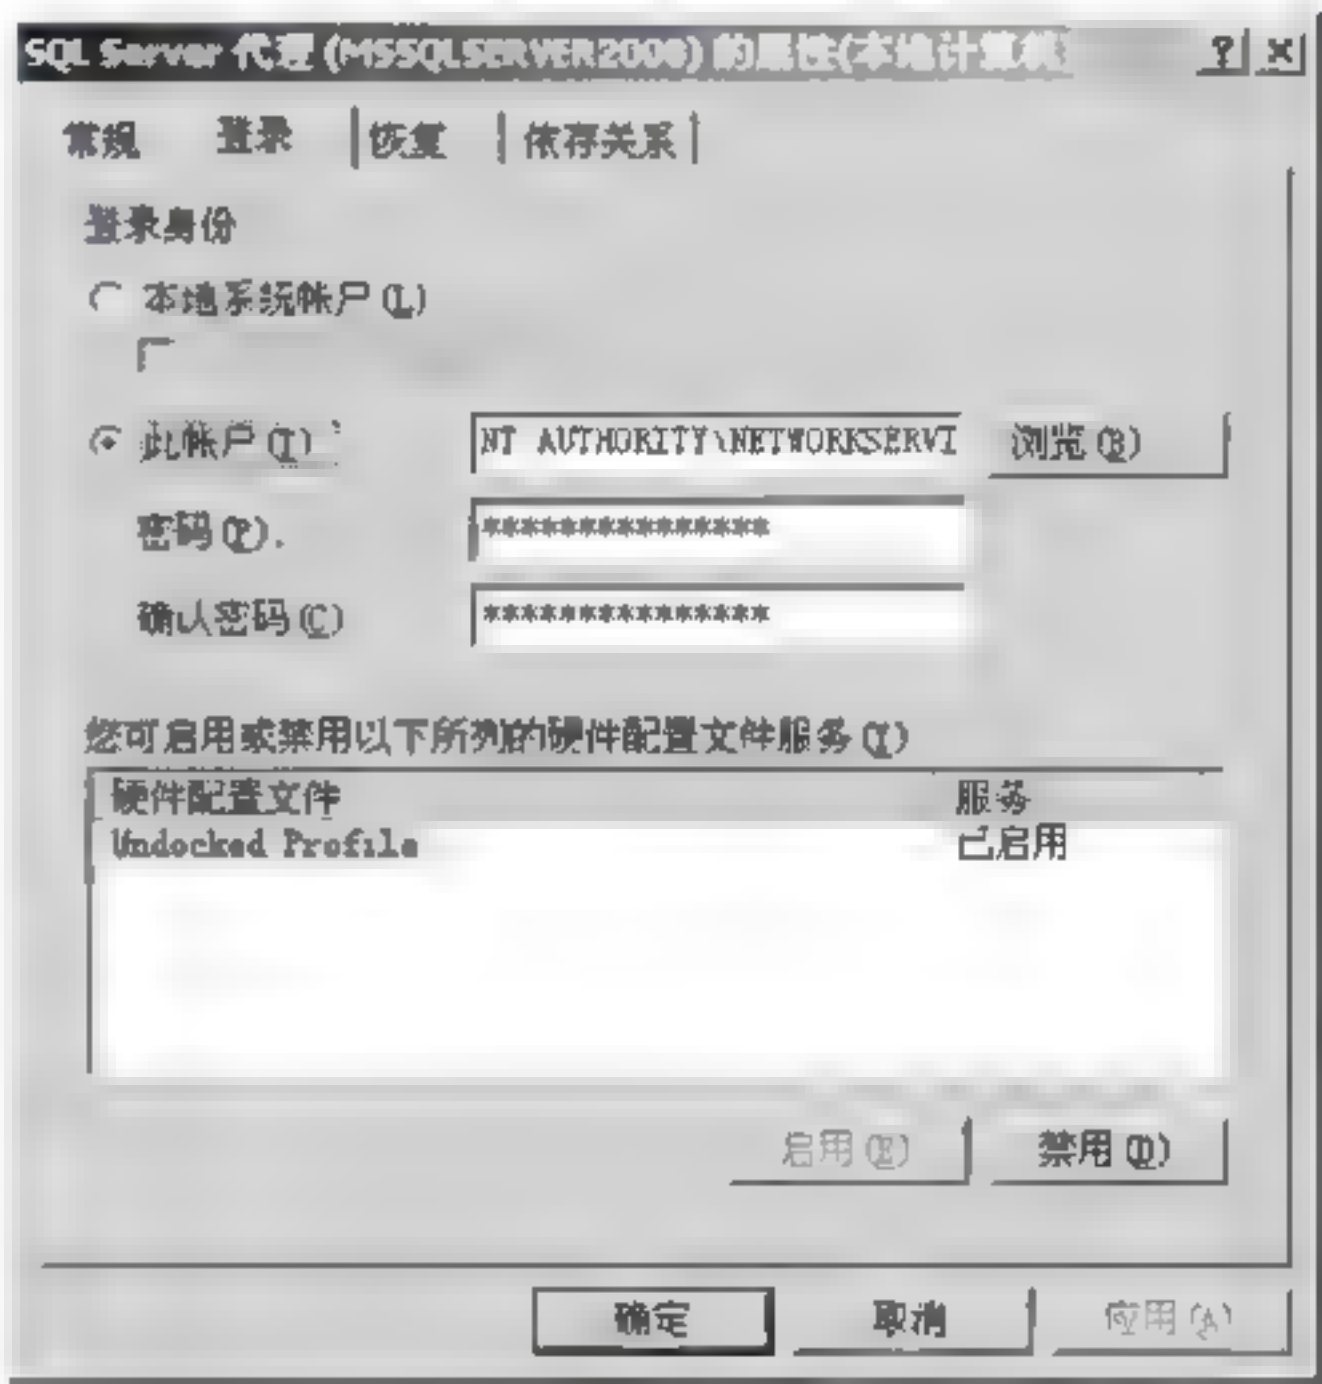 SQL Server 代理 (MSSQLSERVER2008) 的属性(本地计算机
常规 登录 恢复 依存关系
登录身份
本地系统帐户(L)
此帐户(T)
NT AUTHORITY\NETWORKSERVI
浏览(B)
密码(P).
***************
确认密码(C)
***************
您可启用或禁用以下所列的硬件配置文件服务(I)
硬件配置文件 服务
Undocked Profile 已启用
启用(E) 禁用(D)
确定 取消 应用(A)